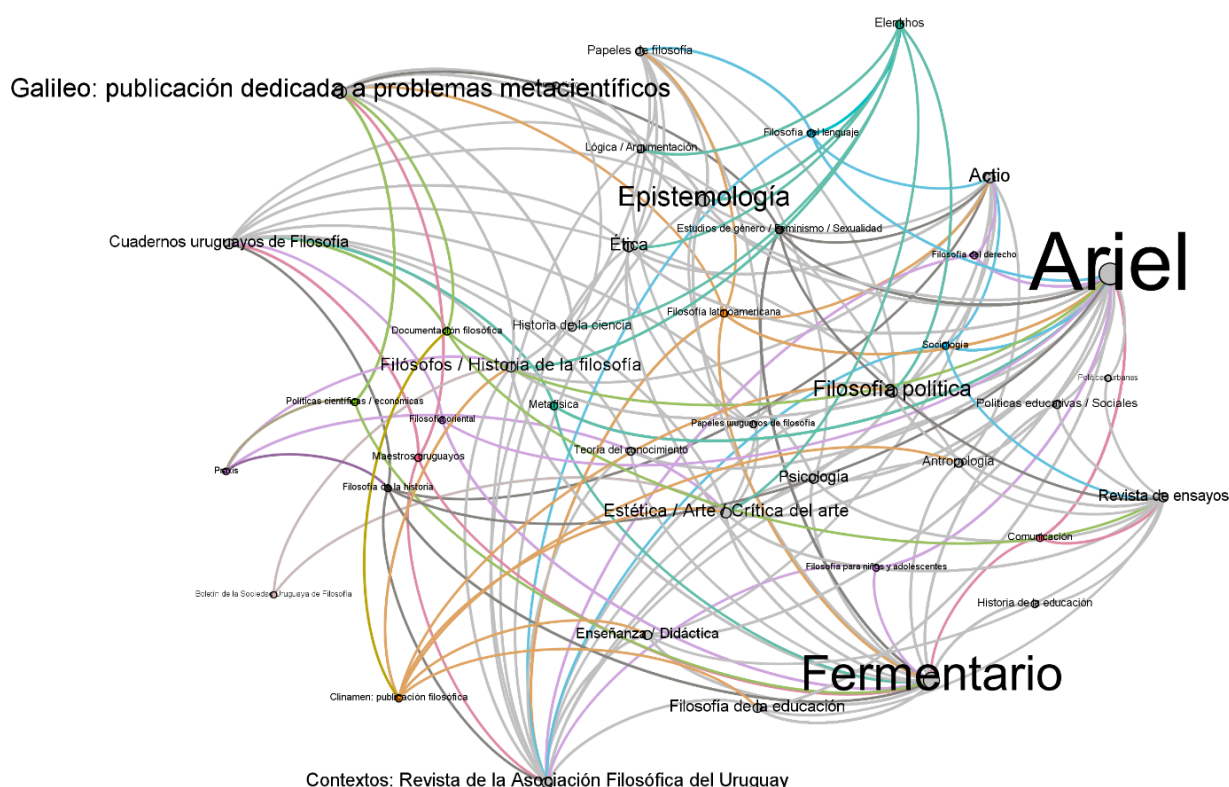 Elenkhos
Papeles de filosofía
Galileo: publicación dedicada a problemas metacientíficos
Filosofía del lenguaje
Lógica / Argumentación
Actio
Epistemología
Estudios de género / Feminismo / Sexualidad
Cuadernos uruguayos de Filosofía
Ética
Filosofía del derecho
Ariel
Filosofía latinoamericana
Historia de la ciencia
Documentación filosófica
Sociología
Filósofos / Historia de la filosofía
Políticas urbanas
Filosofía política
Políticas científicas / económicas
Metafísica
Políticas educativas / Sociales
Filosofía oriental
Papeles uruguayos de filosofía
Teoría del conocimiento
Maestros uruguayos
Antropología
Praxis
Psicología
Filosofía de la historia
Revista de ensayos
Estética / Arte / Crítica del arte
Comunicación
Filosofía para niños y adolescentes
Boletín de la Sociedad Uruguaya de Filosofía
Historia de la educación
Enseñanza / Didáctica
Fermentario
Clinamen: publicación filosófica
Filosofía de la educación
Contextos: Revista de la Asociación Filosófica del Uruguay